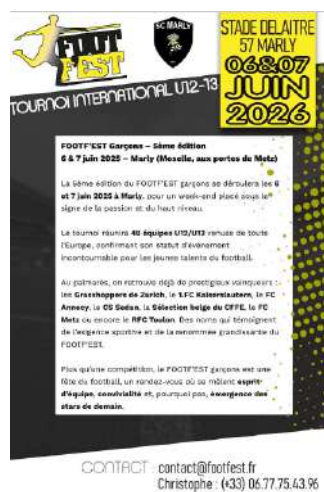 FOOT
FEST
SC MARLY
STADE DELAITRE
57 MARLY
06&07
JUIN
2026
TOURNOI INTERNATIONAL U12-13
FOOTF'EST Garçons – 5ème édition
6 & 7 juin 2025 – Marly (Moselle, aux portes de Metz)
La 5ème édition du FOOTF'EST garçons se déroulera les 6
et 7 juin 2025 à Marly, pour un week-end placé sous le
signe de la passion et du haut niveau.
Le tournoi réunira 40 équipes U12/U13 venues de toute
l'Europe, confirmant son statut d'événement
incontournable pour les jeunes talents du football.
Au palmarès, on retrouve déjà de prestigieux vainqueurs :
les Grasshoppers de Zurich, le 1.FC Kaiserslautern, le FC
Annecy, le CS Sedan, la Sélection belge du CFFE, le FC
Metz ou encore le RFC Toulon. Des noms qui témoignent
de l'exigence sportive et de la renommée grandissante du
FOOTF'EST.
Plus qu'une compétition, le FOOTF'EST garçons est une
fête du football, un rendez-vous où se mêlent esprit
d'équipe, convivialité et, pourquoi pas, émergence des
stars de demain.
CONTACT : contact@footfest.fr
Christophe : (+33) 06.77.75.43.96